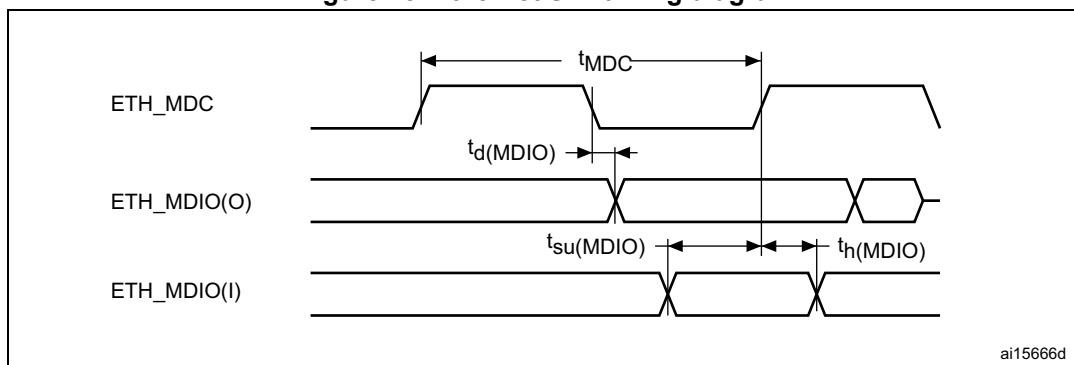 tMDC
ETH_MDC
td(MDIO)
ETH_MDIO(O)
tsu(MDIO)
th(MDIO)
ETH_MDIO(I)
ai15666d